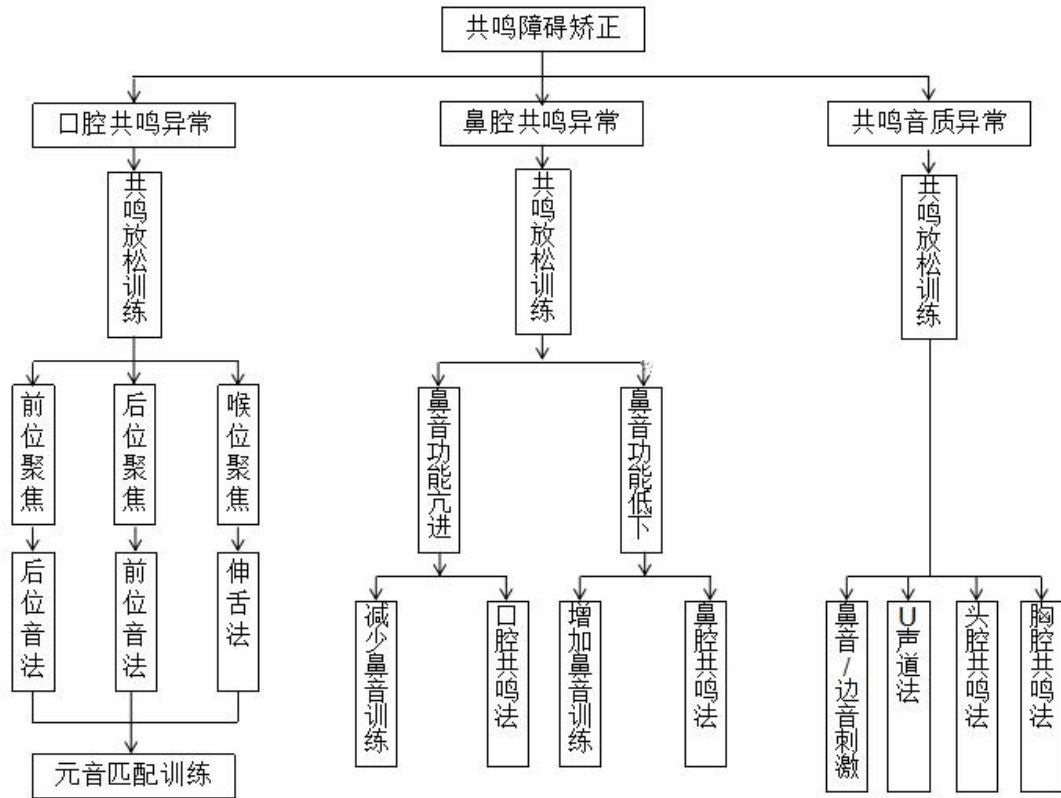 共鸣障碍矫正
口腔共鸣异常
鼻腔共鸣异常
共鸣音质异常
共鸣放松训练
共鸣放松训练
共鸣放松训练
前位聚焦
后位聚焦
喉位聚焦
鼻音功能亢进
鼻音功能低下
后位音法
前位音法
伸舌法
减少鼻音训练
口腔共鸣法
增加鼻音训练
鼻腔共鸣法
鼻音/边音刺激
U声道法
头腔共鸣法
胸腔共鸣法
元音匹配训练